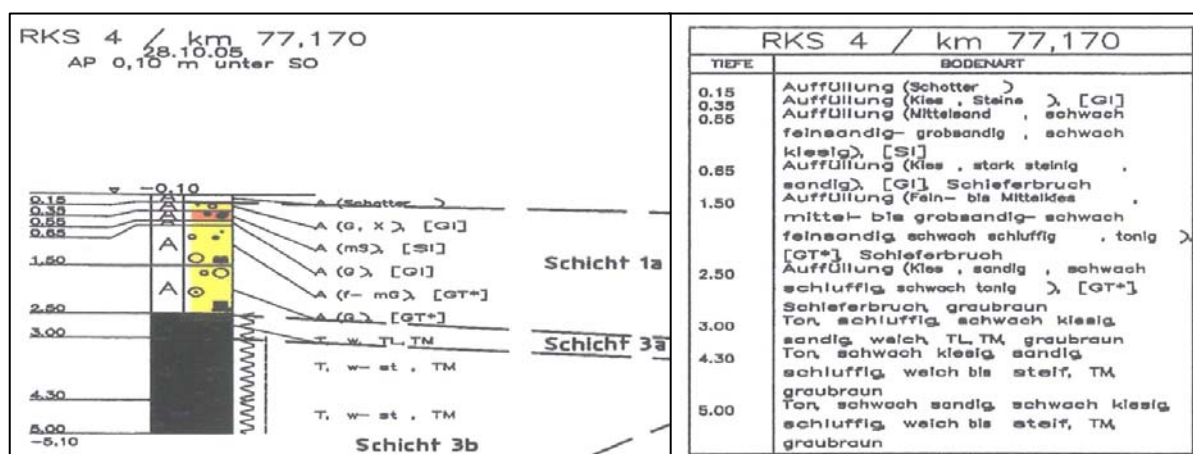 RKS 4 / km 77,170
28.10.05
AP 0,10 m unter SO
-0,10
0.15
0.35
0.55
0.65
1,50
2.50
3.00
4.30
5.00
-5,10
A
A
A
A
A
A
A (Schotter )
A (G, X ), [GI]
A (mS), [SI]
A (G), [GI]
A (f- mG), [GT*]
A (G ), [GT*]
T, w, TL, TM
T, w- st , TM
T, w- st , TM
Schicht 1a
Schicht 3a
Schicht 3b
RKS 4 / km 77,170
TIEFE BODENART
0.15 Auffüllung (Schotter )
0.35 Auffüllung (Kies , Steine ), [GI]
0.55 Auffüllung (Mittelsand , schwach
feinsandig- grobsandig , schwach
kiesig), [SI]
0.65 Auffüllung (Kies , stark steinig ,
sandig), [GI], Schieferbruch
1.50 Auffüllung (Fein- bis Mittelkies ,
mittel- bis grobsandig- schwach
feinsandig, schwach schluffig , tonig ),
[GT*], Schieferbruch
2.50 Auffüllung (Kies , sandig , schwach
schluffig, schwach tonig ), [GT*],
Schieferbruch, graubraun
3.00 Ton, schluffig, schwach kiesig,
sandig, weich, TL, TM, graubraun
4.30 Ton, schwach kiesig, sandig,
schluffig, weich bis steif, TM,
graubraun
5.00 Ton, schwach sandig, schwach kiesig,
schluffig, weich bis steif, TM,
graubraun